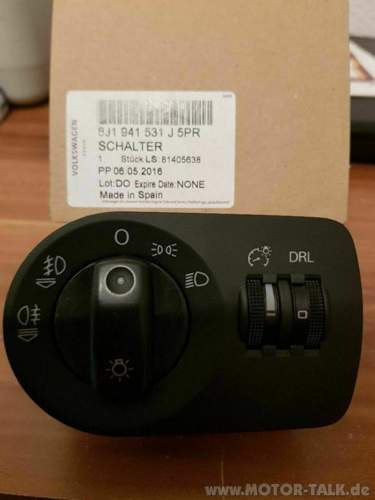 VOLKSWAGEN
8J1 941 531 J 5PR
SCHALTER
1 Stück LS: 81405638
PP 06.05.2016
Lot: DO Expire Date: NONE
Made in Spain
O
DRL
I O
www.MOTOR-TALK.de